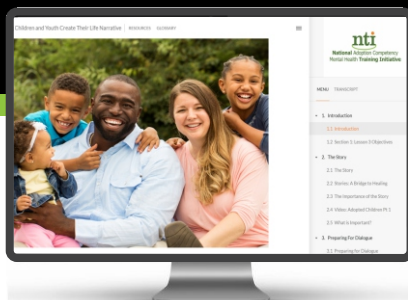 Children and Youth Create Their Life Narrative | RESOURCES GLOSSARY
nti
National Adoption Competency
Mental Health Training Initiative
MENU TRANSCRIPT
1. Introduction
1.1 Introduction
1.2 Section 3, Lesson 3 Objectives
2. The Story
2.1 The Story
2.2 Stories: A Bridge to Healing
2.3 The Importance of the Story
2.4 Video: Adopted Children Pt C
2.5 What is Important?
3. Preparing for Dialogue
3.1 Preparing for Dialogue